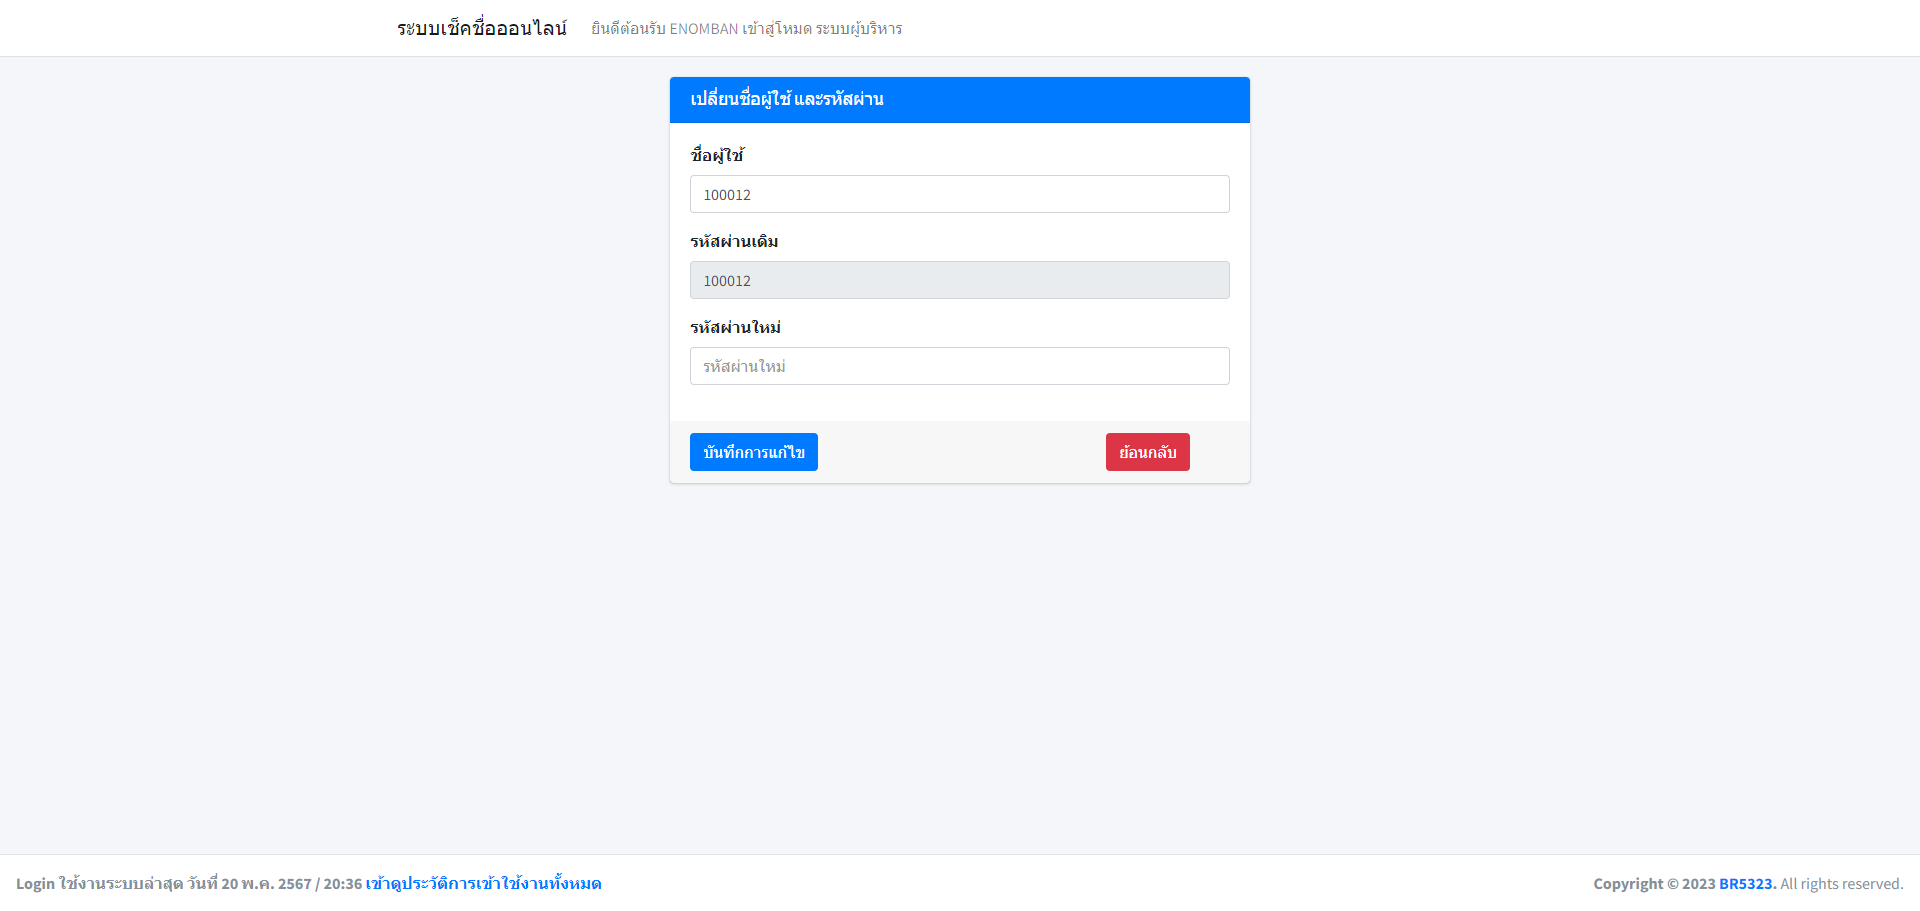 ระบบเช็คชื่อออนไลน์ ยินดีต้อนรับ ENOMBAN เข้าสู่โหมด ระบบผู้บริหาร
เปลี่ยนชื่อผู้ใช้ และรหัสผ่าน
ชื่อผู้ใช้
100012
รหัสผ่านเดิม
100012
รหัสผ่านใหม่
รหัสผ่านใหม่
บันทึกการแก้ไข ย้อนกลับ
Login ใช้งานระบบล่าสุด วันที่ 20 พ.ค. 2567 / 20:36 เข้าดูประวัติการเข้าใช้งานทั้งหมด Copyright © 2023 BR5323. All rights reserved.